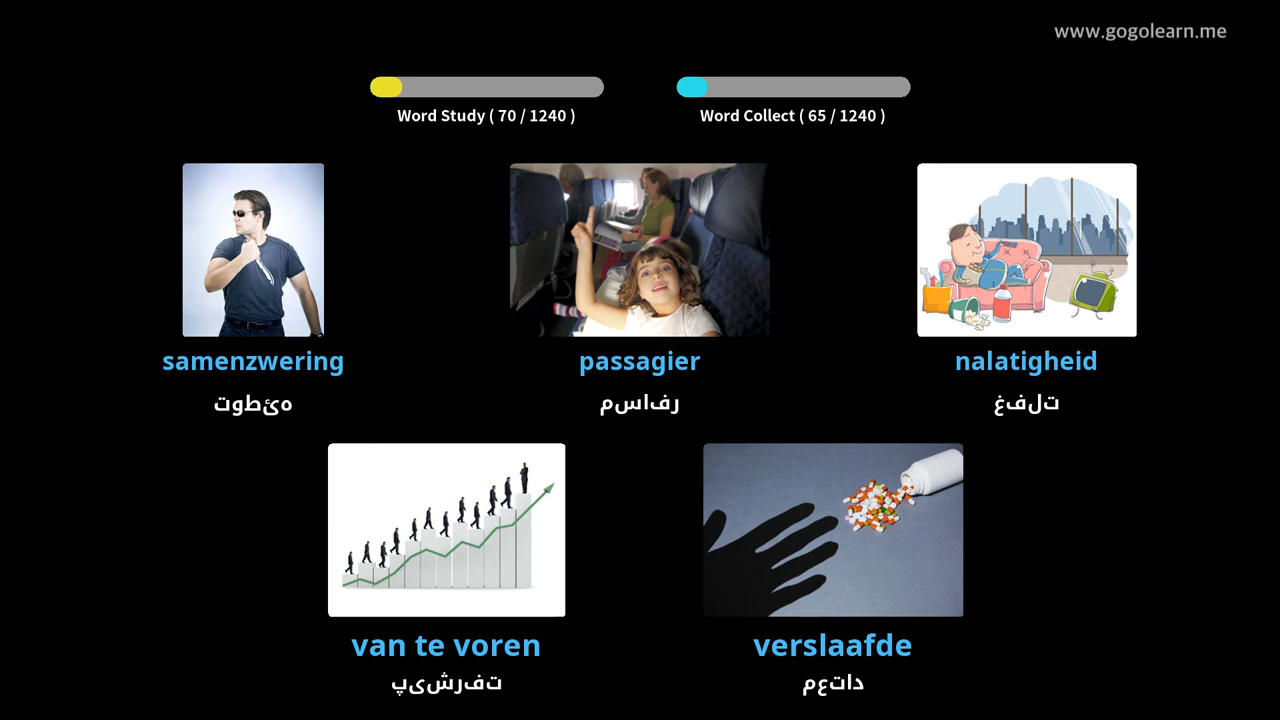 www.gogolearn.me
Word Study ( 70 / 1240 )
Word Collect ( 65 / 1240 )
samenzwering
هئطوت
passagier
رفاسم
nalatigheid
تلفغ
van te voren
تفرشیپ
verslaafde
داتعم